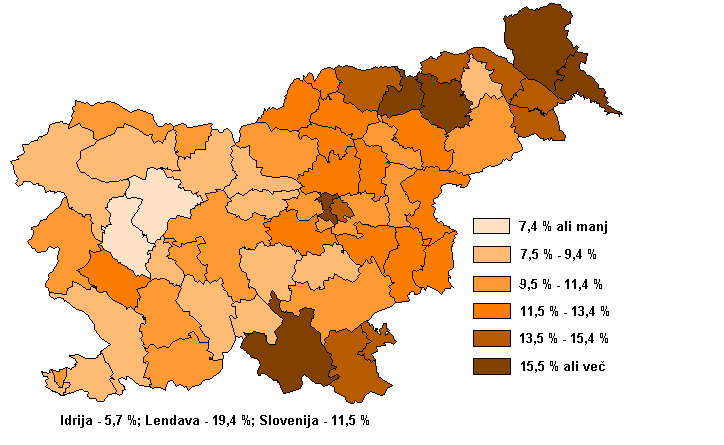 7,4 % ali manj
7,5 % - 9,4 %
9,5 % - 11,4 %
11,5 % - 13,4 %
13,5 % - 15,4 %
15,5 % ali več
Idrija - 5,7 %; Lendava - 19,4 %; Slovenija - 11,5 %